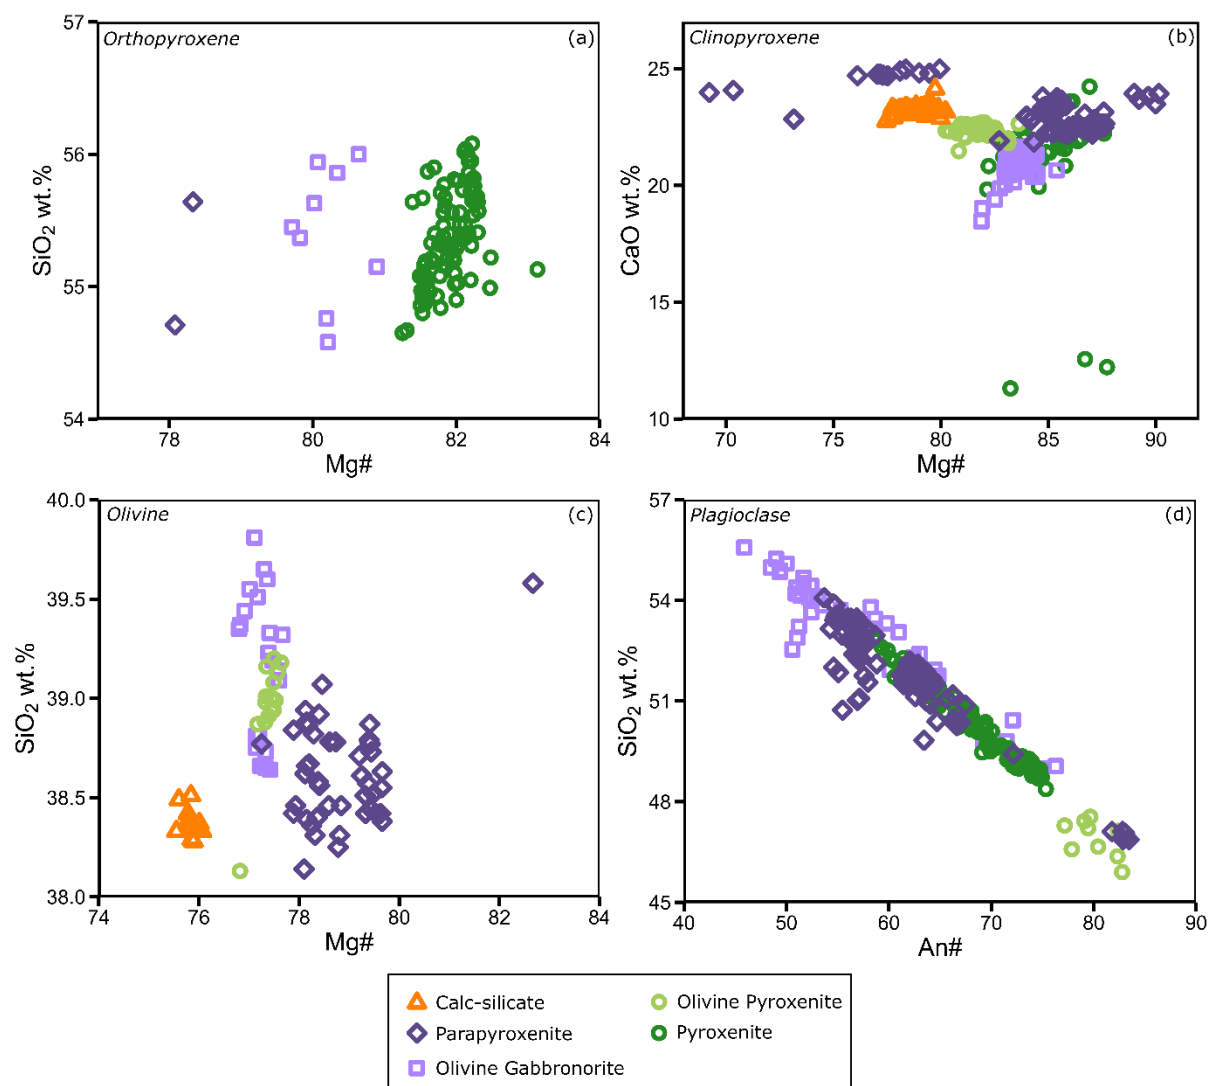 Orthopyroxene (a)
57
56
55
54
SiO2 wt.%
78 80 82 84
Mg#
Clinopyroxene (b)
25
20
15
10
CaO wt.%
70 75 80 85 90
Mg#
Olivine (c)
40.0
39.5
39.0
38.5
38.0
SiO2 wt.%
74 76 78 80 82 84
Mg#
Plagioclase (d)
57
54
51
48
45
SiO2 wt.%
40 50 60 70 80 90
An#
Calc-silicate
Parapyroxenite
Olivine Gabbronorite
Olivine Pyroxenite
Pyroxenite